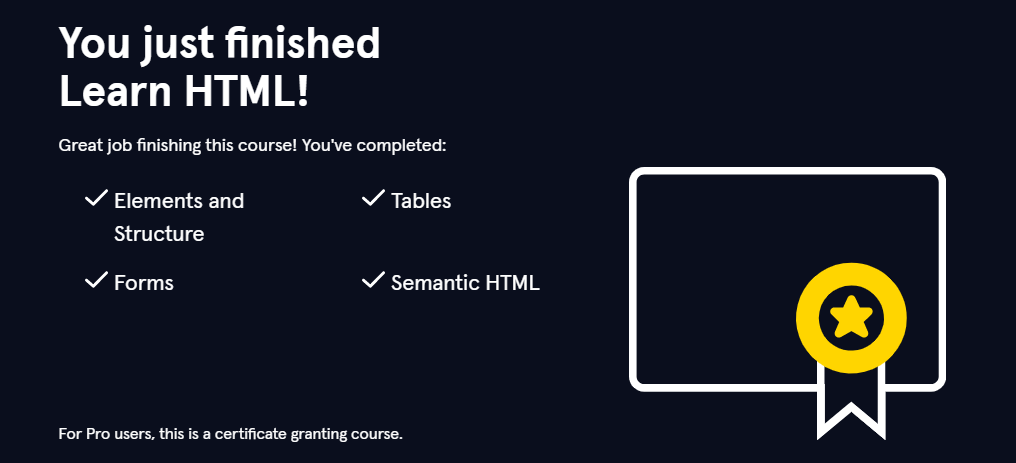 You just finished
Learn HTML!
Great job finishing this course! You've completed:
Elements and
Structure
Tables
Forms
Semantic HTML
For Pro users, this is a certificate granting course.